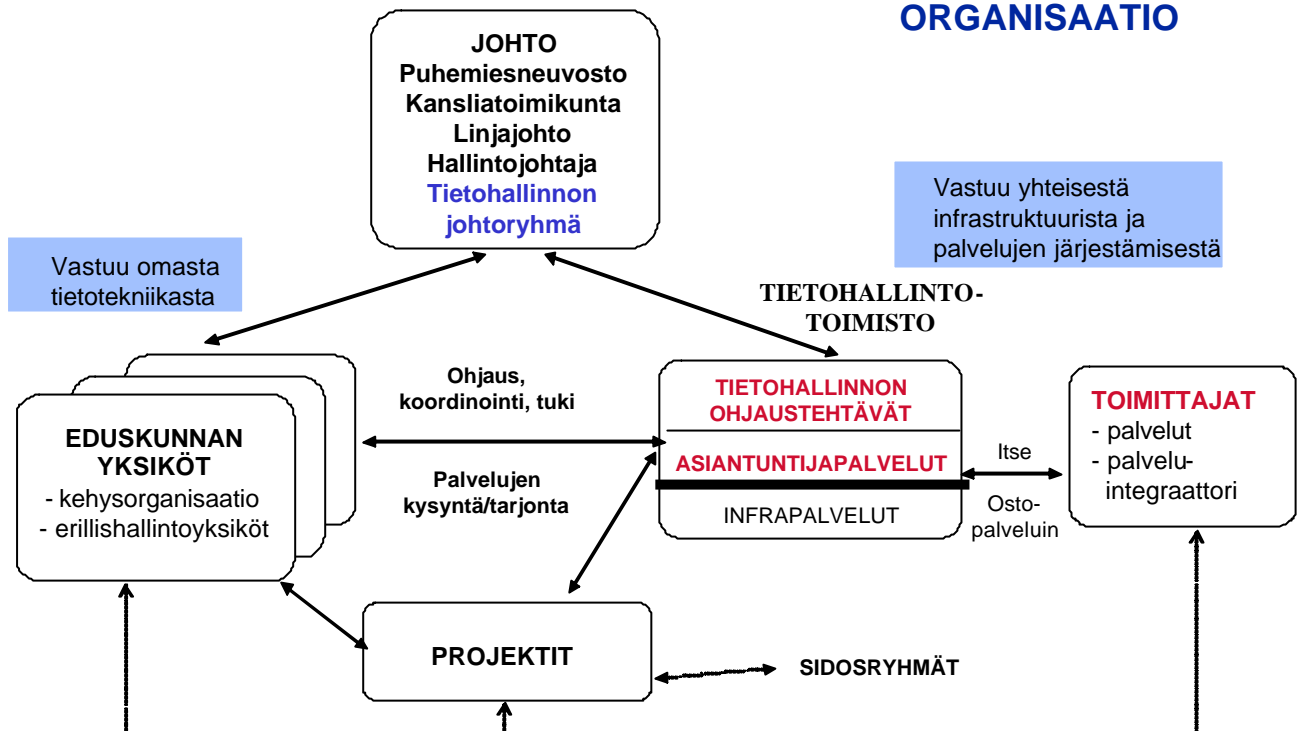 ORGANISAATIO
JOHTO
Puhemiesneuvosto
Kansliatoimikunta
Linjajohto
Hallintojohtaja
Tietohallinnon
johtoryhmä
Vastuu yhteisestä
infrastruktuurista ja
palvelujen järjestämisestä
Vastuu omasta
tietotekniikasta
TIETOHALLINTO-
TOIMISTO
Ohjaus,
koordinointi, tuki
Palvelujen
kysyntä/tarjonta
EDUSKUNNAN
YKSIKÖT
- kehysorganisaatio
- erillishallintoyksiköt
TIETOHALLINNON
OHJAUSTEHTÄVÄT
ASIANTUNTIJAPALVELUT
INFRAPALVELUT
Itse
Osto-
palveluin
TOIMITTAJAT
- palvelut
- palvelu-
integraattori
PROJEKTIT
SIDOSRYHMÄT